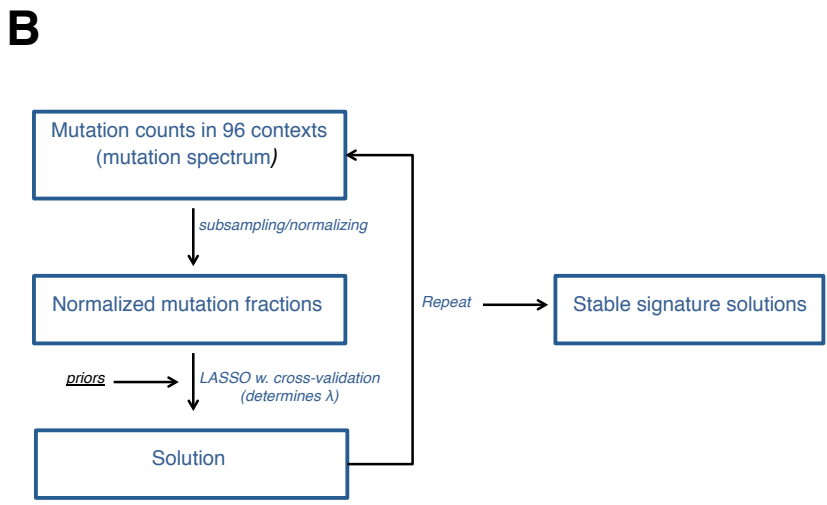 B
Mutation counts in 96 contexts
(mutation spectrum)
subsampling/normalizing
Normalized mutation fractions
Repeat
Stable signature solutions
priors
LASSO w. cross-validation
(determines λ)
Solution